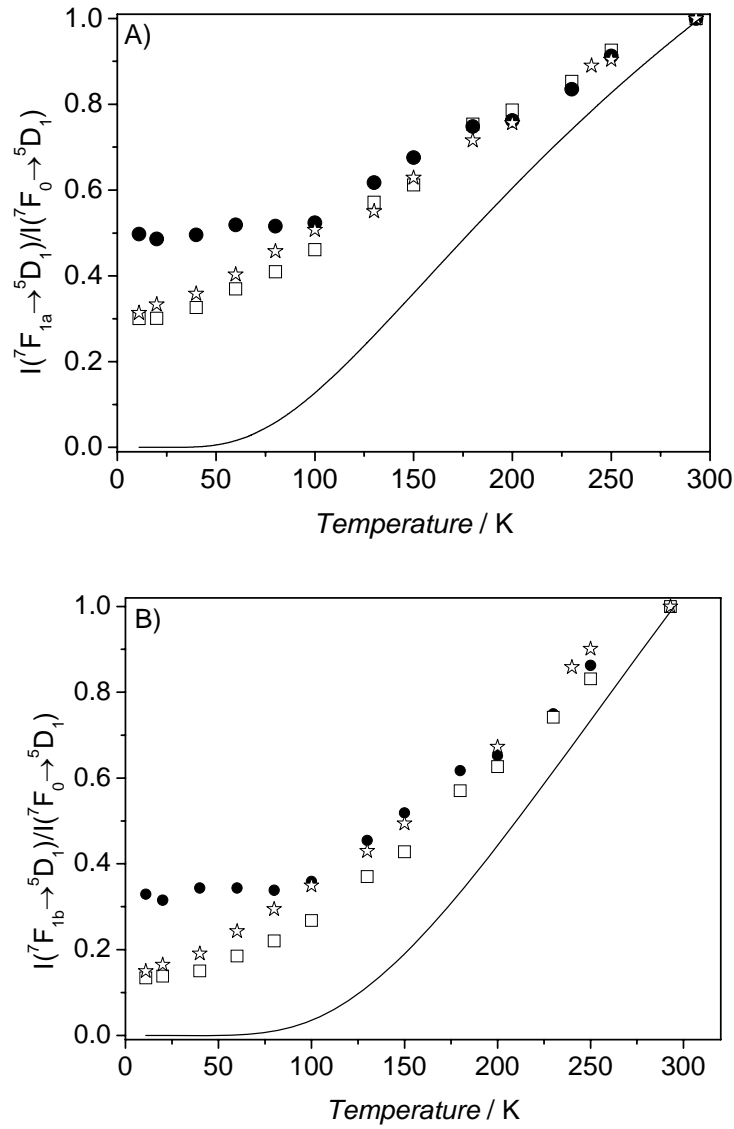 A)
I(⁷F₁ₐ→⁵D₁)/I(⁷F₀→⁵D₁)
1.0
0.8
0.6
0.4
0.2
0.0
0 50 100 150 200 250 300
Temperature / K
B)
I(⁷F₁b→⁵D₁)/I(⁷F₀→⁵D₁)
1.0
0.8
0.6
0.4
0.2
0.0
0 50 100 150 200 250 300
Temperature / K